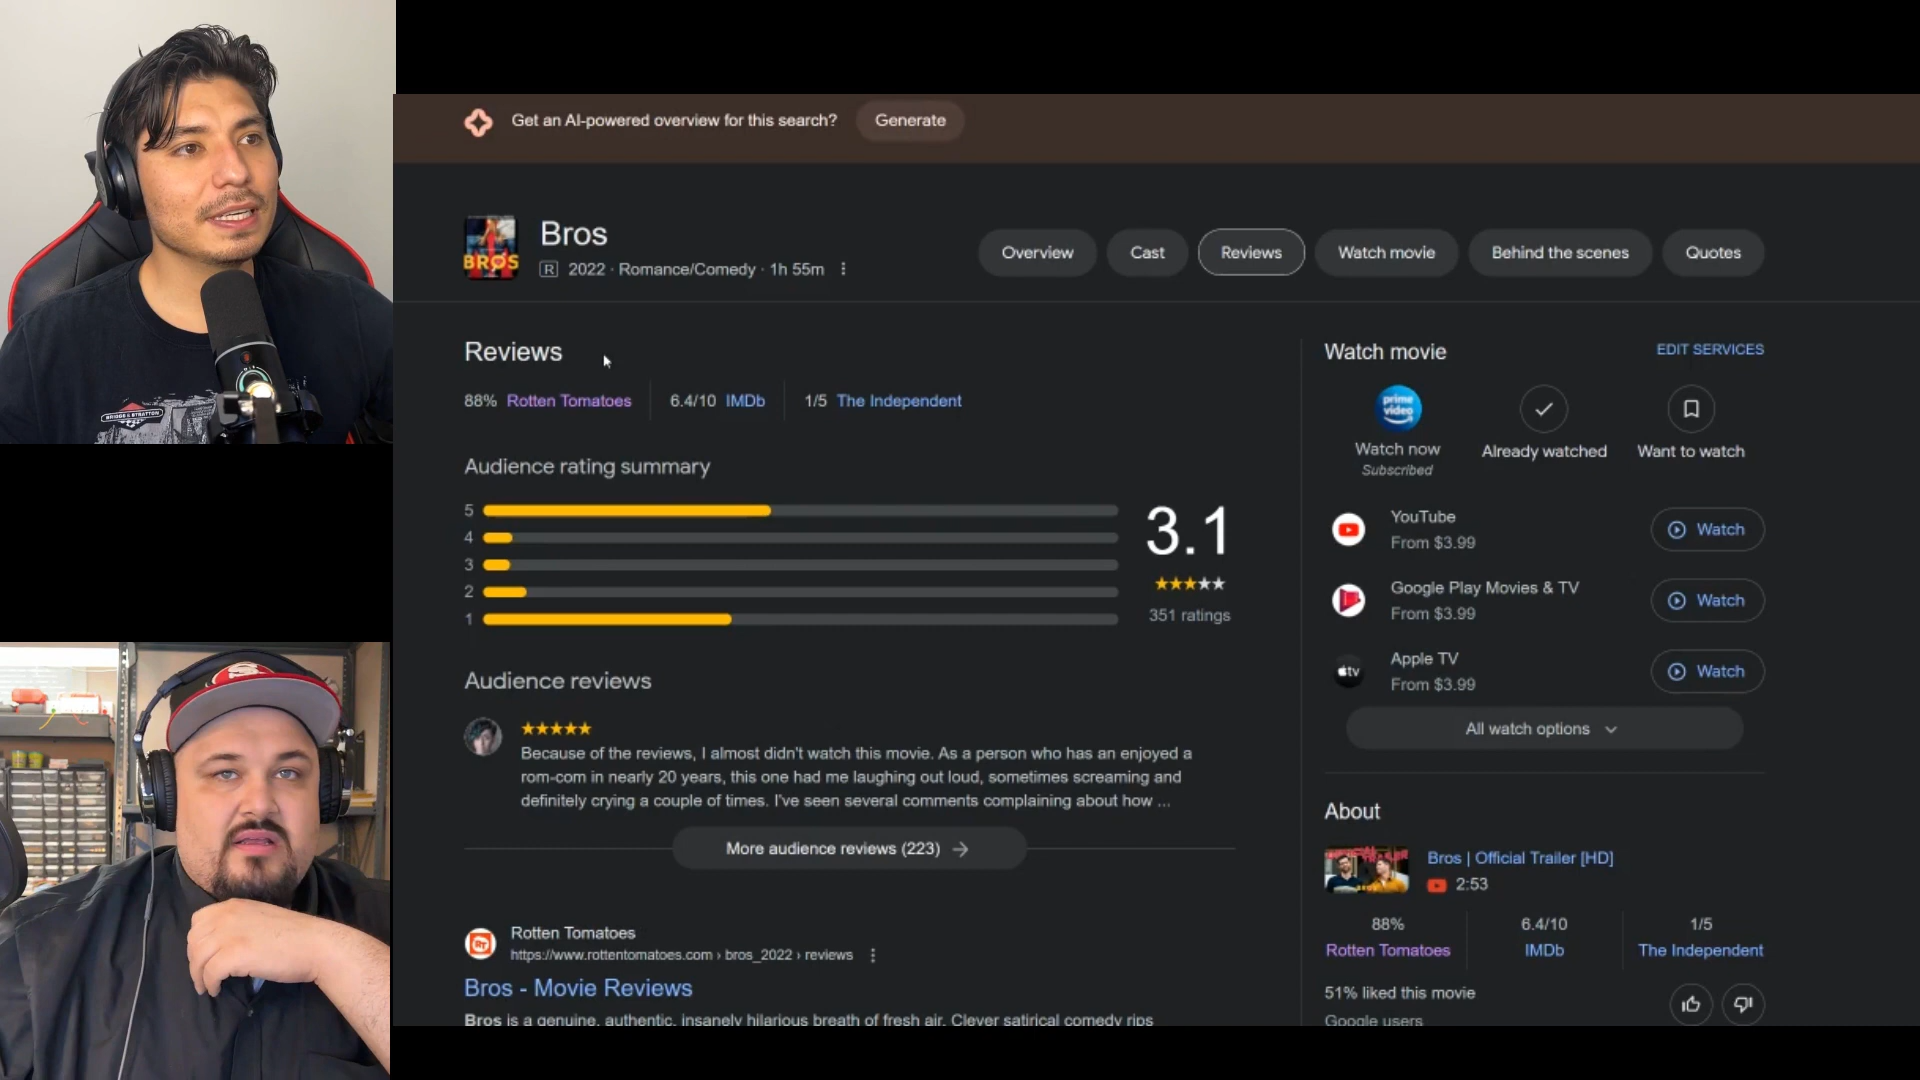 Get an AI-powered overview for this search?
Generate
Bros
R 2022 · Romance/Comedy · 1h 55m
Overview
Cast
Reviews
Watch movie
Behind the scenes
Quotes
BROS
Reviews
88% Rotten Tomatoes
6.4/10 IMDb
1/5 The Independent
Audience rating summary
5
4
3
2
1
3.1
351 ratings
Audience reviews
Because of the reviews, I almost didn't watch this movie. As a person who has an enjoyed a
rom-com in nearly 20 years, this one had me laughing out loud, sometimes screaming and
definitely crying a couple of times. I've seen several comments complaining about how ...
More audience reviews (223)
Rotten Tomatoes
https://www.rottentomatoes.com › bros_2022 › reviews
Bros - Movie Reviews
Bros is a genuine, authentic, insanely hilarious breath of fresh air. Clever satirical comedy rips
Watch movie
EDIT SERVICES
prime
video
Watch now
Subscribed
Already watched
Want to watch
YouTube
From $3.99
Watch
Google Play Movies & TV
From $3.99
Watch
tv
Apple TV
From $3.99
Watch
All watch options
About
Bros | Official Trailer [HD]
2:53
88%
Rotten Tomatoes
6.4/10
IMDb
1/5
The Independent
51% liked this movie
Google users
BRIGGS & STRATTON
S